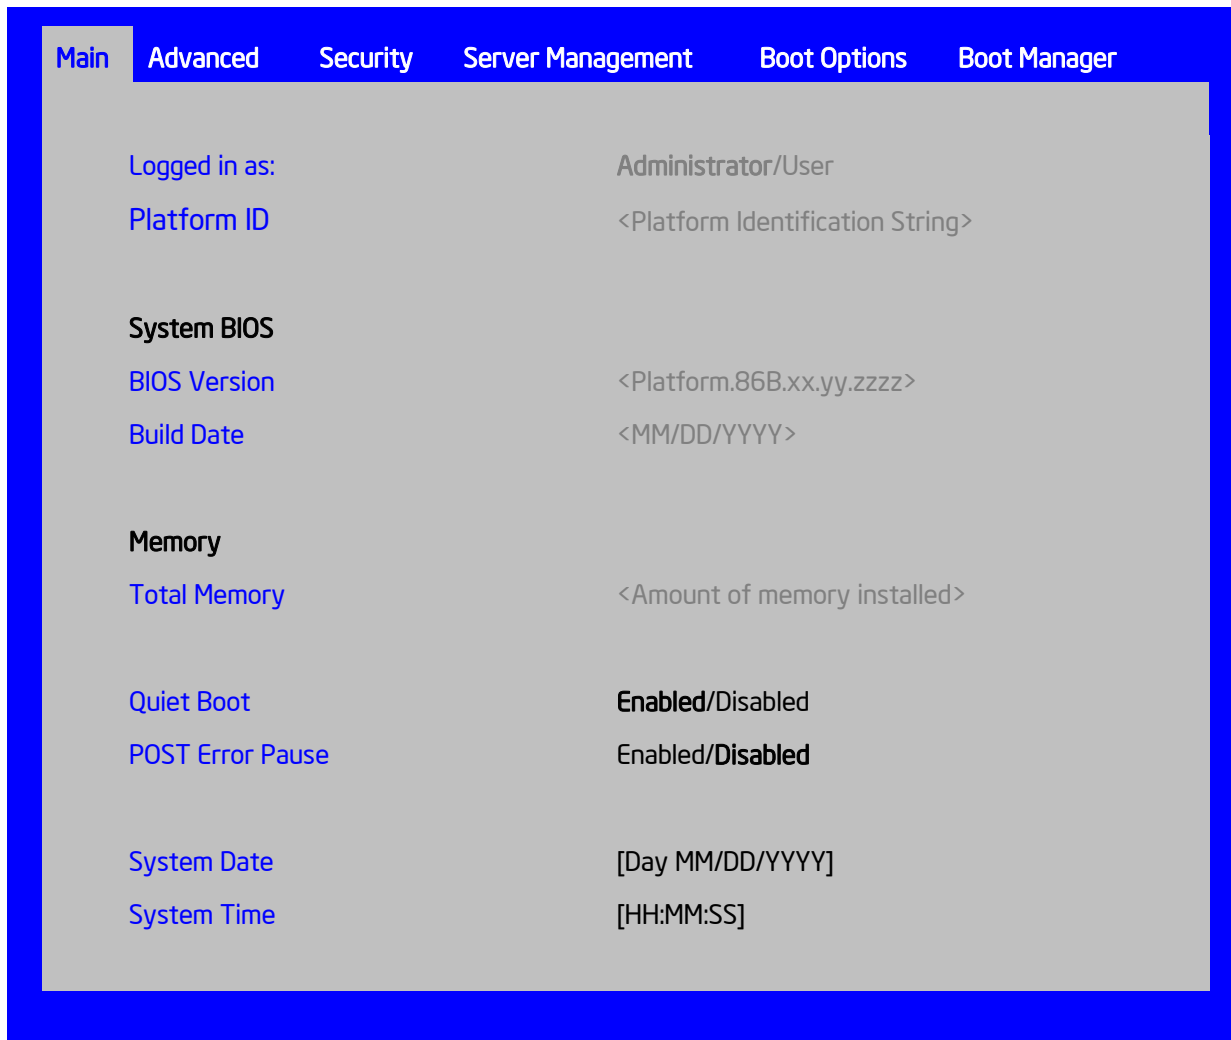 Main Advanced Security Server Management Boot Options Boot Manager
Logged in as: Administrator/User
Platform ID <Platform Identification String>
System BIOS
BIOS Version <Platform.86B.xx.yy.zzzz>
Build Date <MM/DD/YYYY>
Memory
Total Memory <Amount of memory installed>
Quiet Boot Enabled/Disabled
POST Error Pause Enabled/Disabled
System Date [Day MM/DD/YYYY]
System Time [HH:MM:SS]